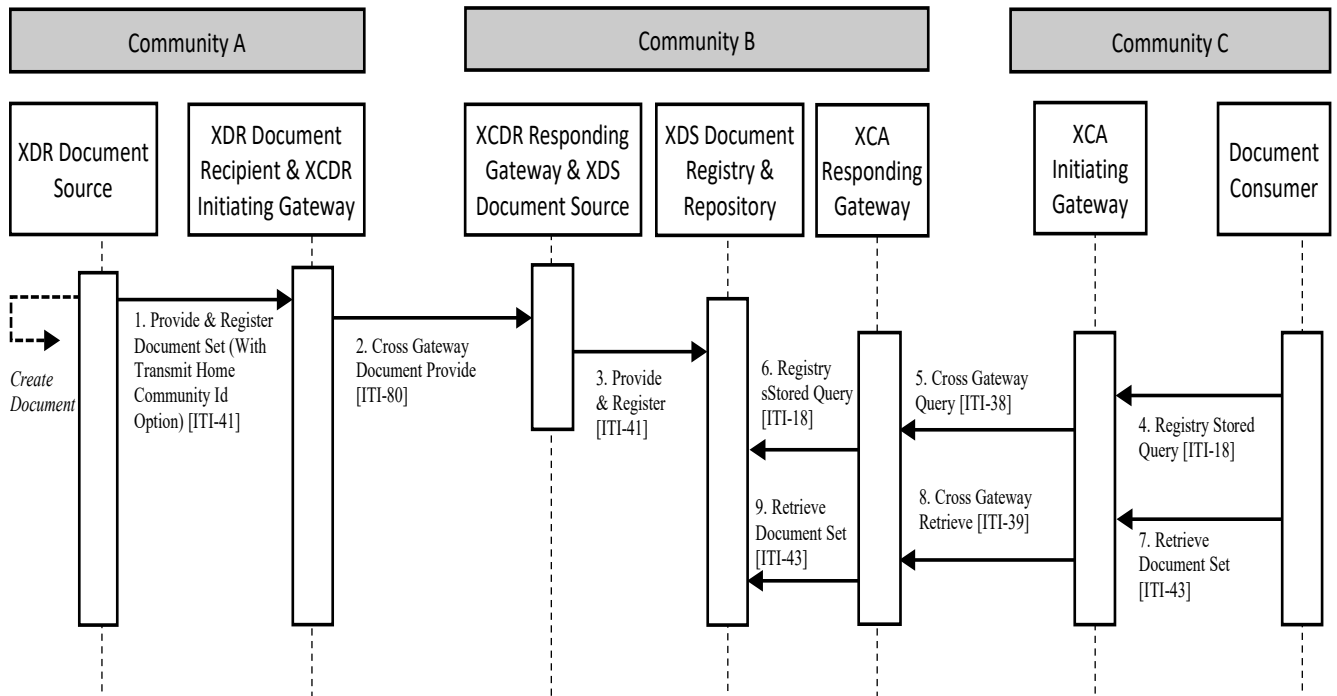 Community A
Community B
Community C
XDR Document
Source
XDR Document
Recipient & XCDR
Initiating Gateway
XCDR Responding
Gateway & XDS
Document Source
XDS Document
Registry &
Repository
XCA
Responding
Gateway
XCA
Initiating
Gateway
Document
Consumer
Create
Document
1. Provide & Register
Document Set (With
Transmit Home
Community Id
Option) [ITI-41]
2. Cross Gateway
Document Provide
[ITI-80]
3. Provide
& Register
[ITI-41]
6. Registry
sStored Query
[ITI-18]
5. Cross Gateway
Query [ITI-38]
4. Registry Stored
Query [ITI-18]
9. Retrieve
Document Set
[ITI-43]
8. Cross Gateway
Retrieve [ITI-39]
7. Retrieve
Document Set
[ITI-43]